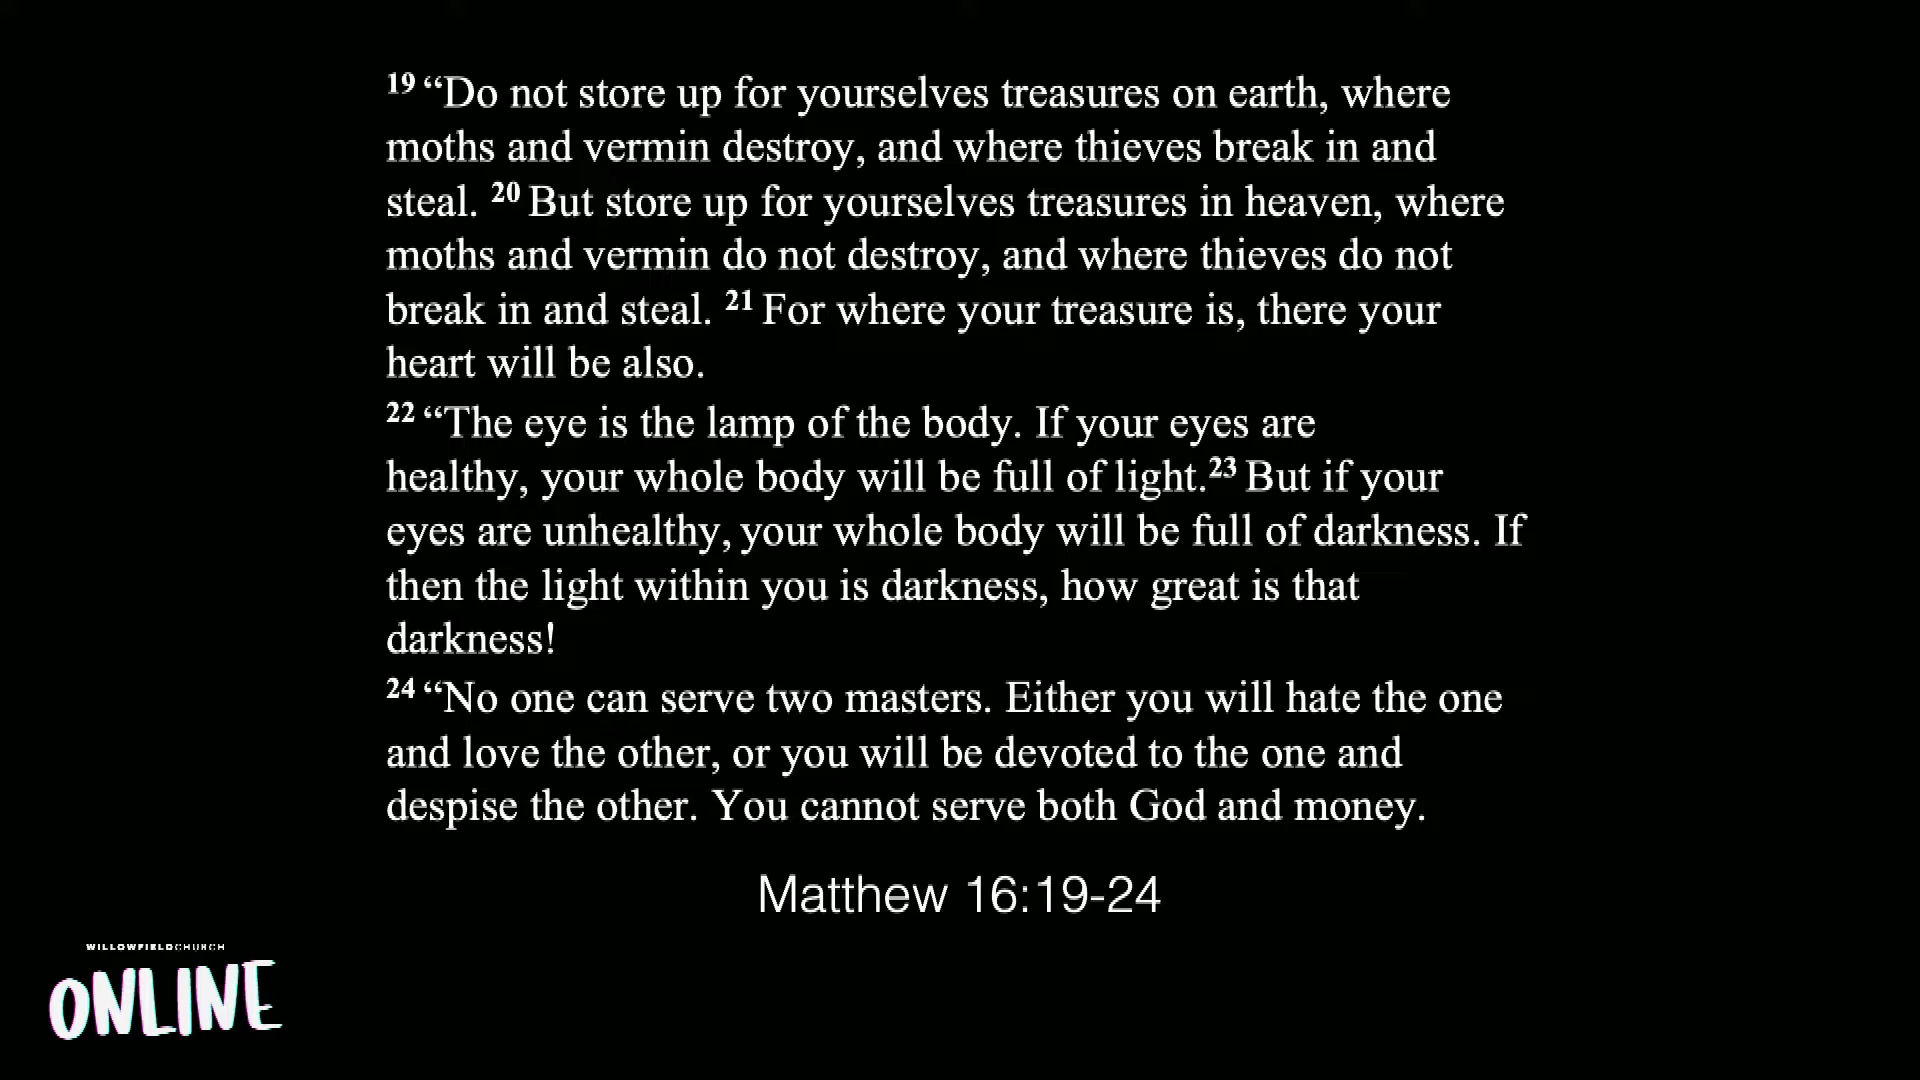 19 “Do not store up for yourselves treasures on earth, where
moths and vermin destroy, and where thieves break in and
steal. 20 But store up for yourselves treasures in heaven, where
moths and vermin do not destroy, and where thieves do not
break in and steal. 21 For where your treasure is, there your
heart will be also.
22 “The eye is the lamp of the body. If your eyes are
healthy, your whole body will be full of light.23 But if your
eyes are unhealthy, your whole body will be full of darkness. If
then the light within you is darkness, how great is that
darkness!
24 “No one can serve two masters. Either you will hate the one
and love the other, or you will be devoted to the one and
despise the other. You cannot serve both God and money.
Matthew 16:19-24
WILLOWFIELDCHURCH
ONLINE